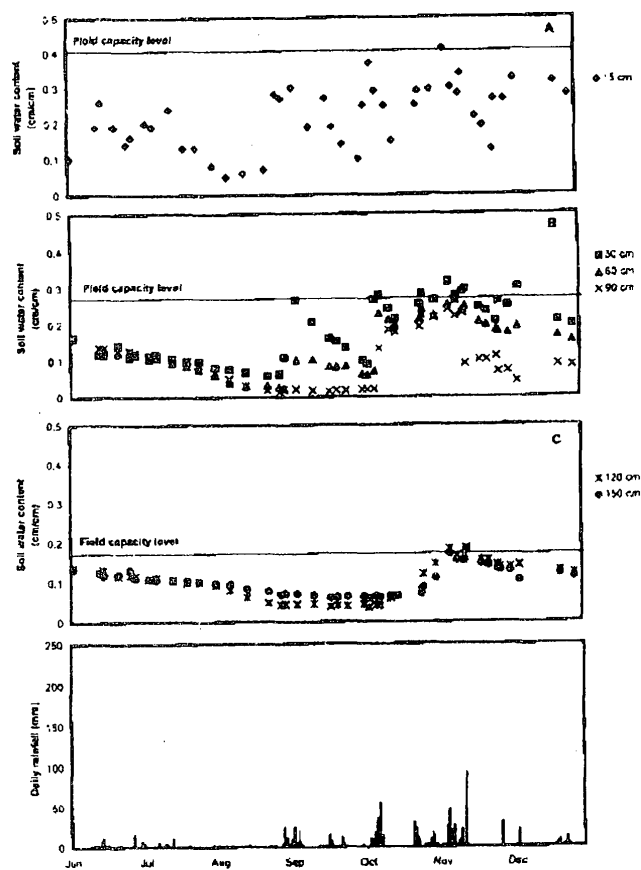 0.5
A
Field capacity level
0.4
0.3
0.2
0.1
0
Soil water content
(cm/cm)
15 cm
0.5
B
0.4
Field capacity level
0.3
0.2
0.1
0
Soil water content
(cm/cm)
30 cm
60 cm
90 cm
0.5
C
0.4
0.3
0.2
Field capacity level
0.1
0
Soil water content
(cm/cm)
120 cm
150 cm
250
200
150
100
50
0
Daily rainfall (mm)
Jun
Jul
Aug
Sep
Oct
Nov
Dec